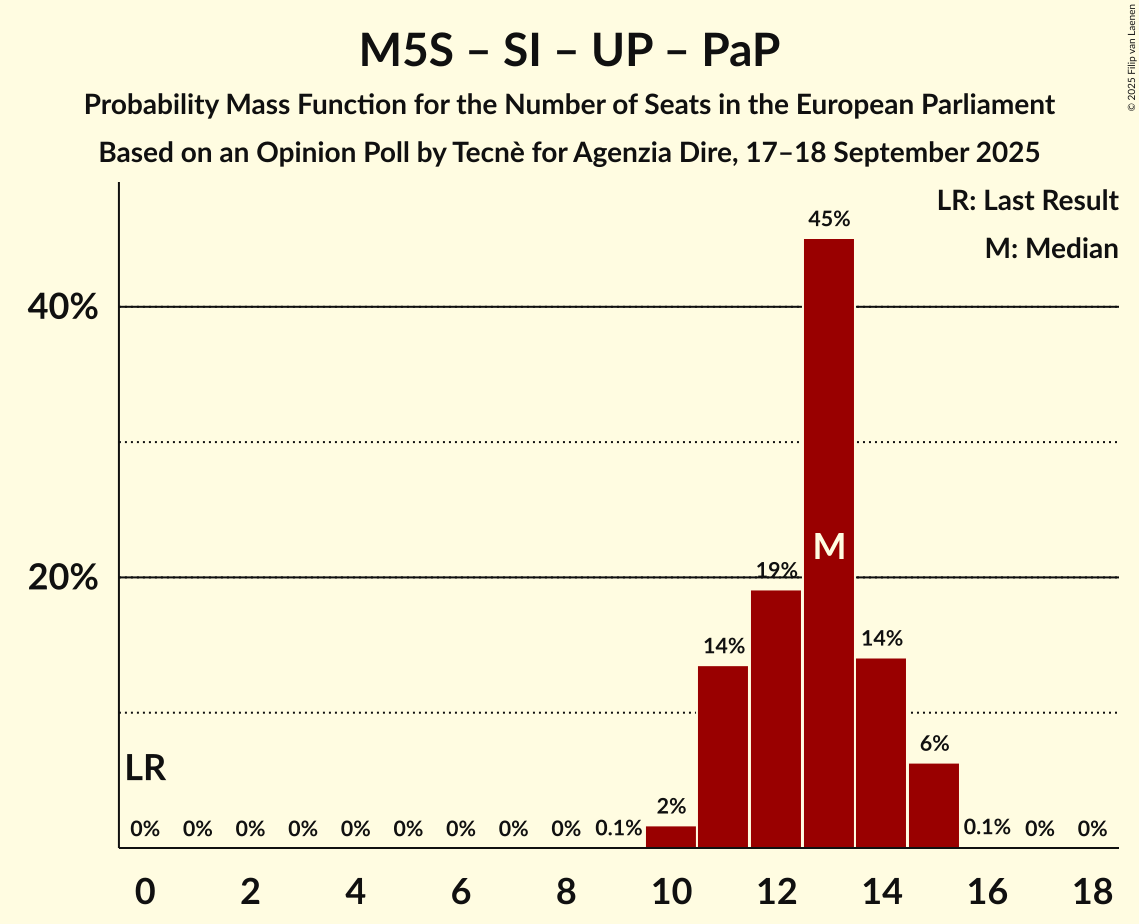 M5S – SI – UP – PaP
Probability Mass Function for the Number of Seats in the European Parliament
Based on an Opinion Poll by Tecnè for Agenzia Dire, 17–18 September 2025
© 2025 Filip van Laenen
LR: Last Result
M: Median
40%
20%
45%
M
19%
14%
14%
6%
2%
LR
0% 0% 0% 0% 0% 0% 0% 0% 0% 0.1% 0.1% 0% 0%
0 2 4 6 8 10 12 14 16 18